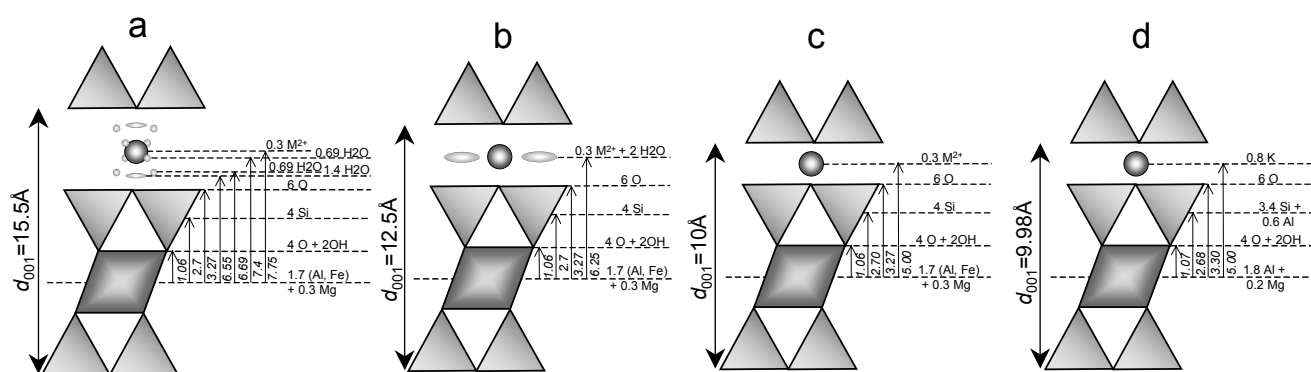 a
d001=15.5Å
0.3 M2+
0.69 H2O
0.69 H2O
1.4 H2O
6 O
4 Si
4 O + 2OH
1.7 (Al, Fe)
+ 0.3 Mg
1.06
2.7
3.27
6.55
6.69
7.4
7.75
b
d001=12.5Å
0.3 M2+ + 2 H2O
6 O
4 Si
4 O + 2OH
1.7 (Al, Fe)
+ 0.3 Mg
1.06
2.7
3.27
6.25
c
d001=10Å
0.3 M2+
6 O
4 Si
4 O + 2OH
1.7 (Al, Fe)
+ 0.3 Mg
1.06
2.70
3.27
5.00
d
d001=9.98Å
0.8 K
6 O
3.4 Si +
0.6 Al
4 O + 2OH
1.8 Al +
0.2 Mg
1.07
2.68
3.30
5.00